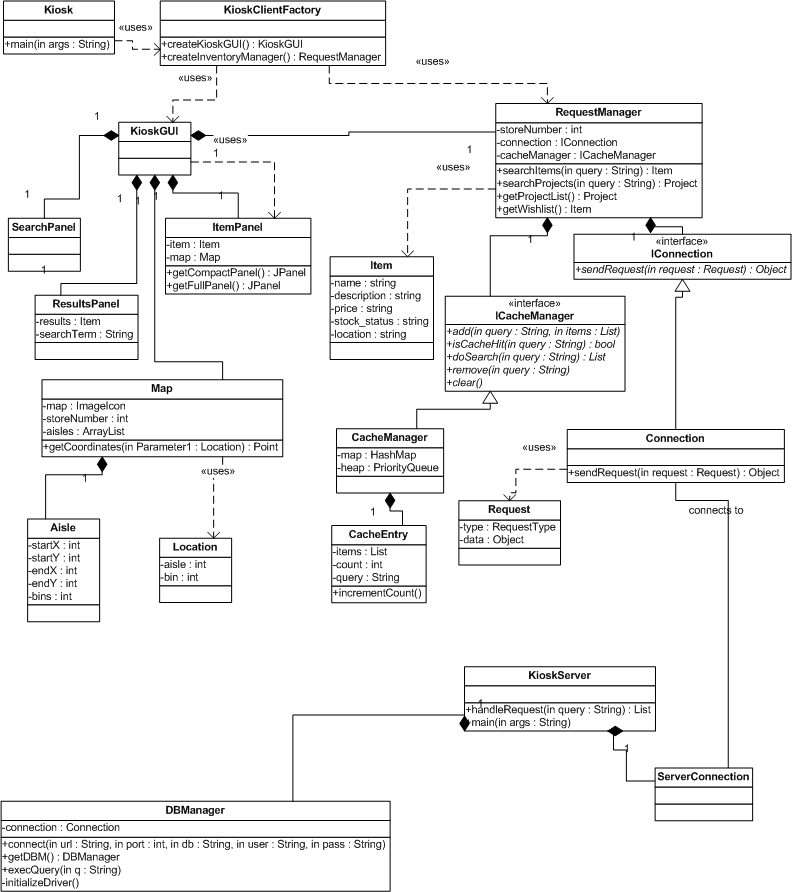 Kiosk
+main(in args : String)
«uses»
KioskClientFactory
+createKioskGUI() : KioskGUI
+createInventoryManager() : RequestManager
«uses»
«uses»
KioskGUI
1
«uses»
1
1
1
1
1
RequestManager
-storeNumber : int
-connection : IConnection
-cacheManager : ICacheManager
+searchItems(in query : String) : Item
+searchProjects(in query : String) : Project
+getProjectList() : Project
+getWishlist() : Item
1
«uses»
1
1
SearchPanel
1
ItemPanel
-item : Item
-map : Map
+getCompactPanel() : JPanel
+getFullPanel() : JPanel
«interface»
IConnection
+sendRequest(in request : Request) : Object
Item
-name : string
-description : string
-price : string
-stock_status : string
-location : string
ResultsPanel
-results : Item
-searchTerm : String
«interface»
ICacheManager
+add(in query : String, in items : List)
+isCacheHit(in query : String) : bool
+doSearch(in query : String) : List
+remove(in query : String)
+clear()
Map
-map : ImageIcon
-storeNumber : int
-aisles : ArrayList
+getCoordinates(in Parameter1 : Location) : Point
1
«uses»
CacheManager
-map : HashMap
-heap : PriorityQueue
1
Connection
+sendRequest(in request : Request) : Object
«uses»
connects to
Request
-type : RequestType
-data : Object
Aisle
-startX : int
-startY : int
-endX : int
-endY : int
-bins : int
Location
-aisle : int
-bin : int
CacheEntry
-items : List
-count : int
-query : String
+incrementCount()
KioskServer
+handleRequest(in query : String) : List
+main(in args : String)
1
1
ServerConnection
DBManager
-connection : Connection
+connect(in url : String, in port : int, in db : String, in user : String, in pass : String)
+getDBM() : DBManager
+execQuery(in q : String)
-initializeDriver()